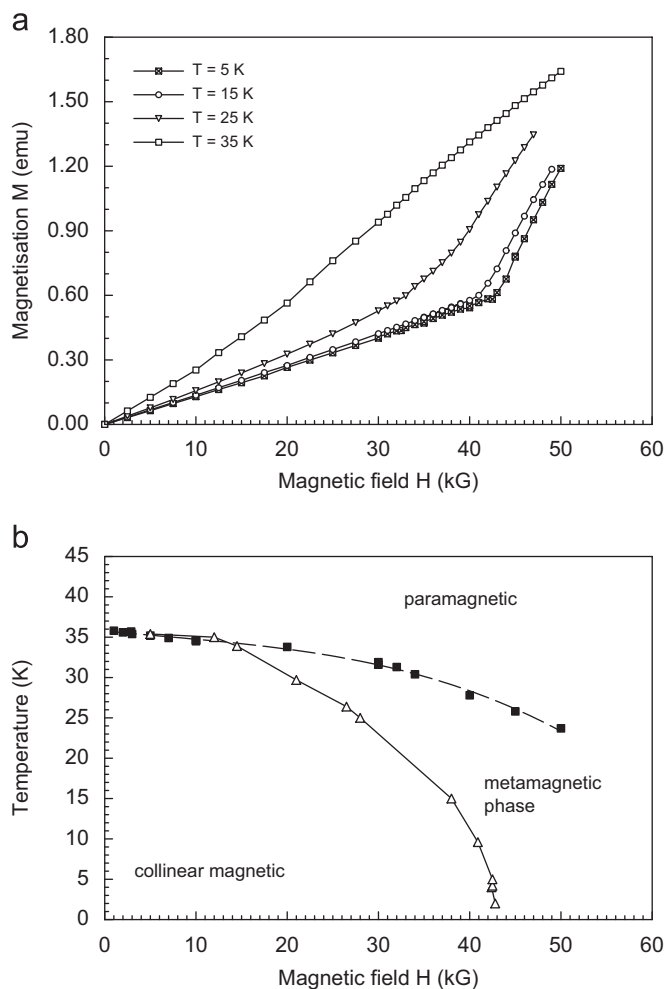 a
1.80
1.50
1.20
0.90
0.60
0.30
0.00
Magnetisation M (emu)
T = 5 K
T = 15 K
T = 25 K
T = 35 K
0 10 20 30 40 50 60
Magnetic field H (kG)
b
45
40
35
30
25
20
15
10
5
0
Temperature (K)
paramagnetic
metamagnetic
phase
collinear magnetic
0 10 20 30 40 50 60
Magnetic field H (kG)